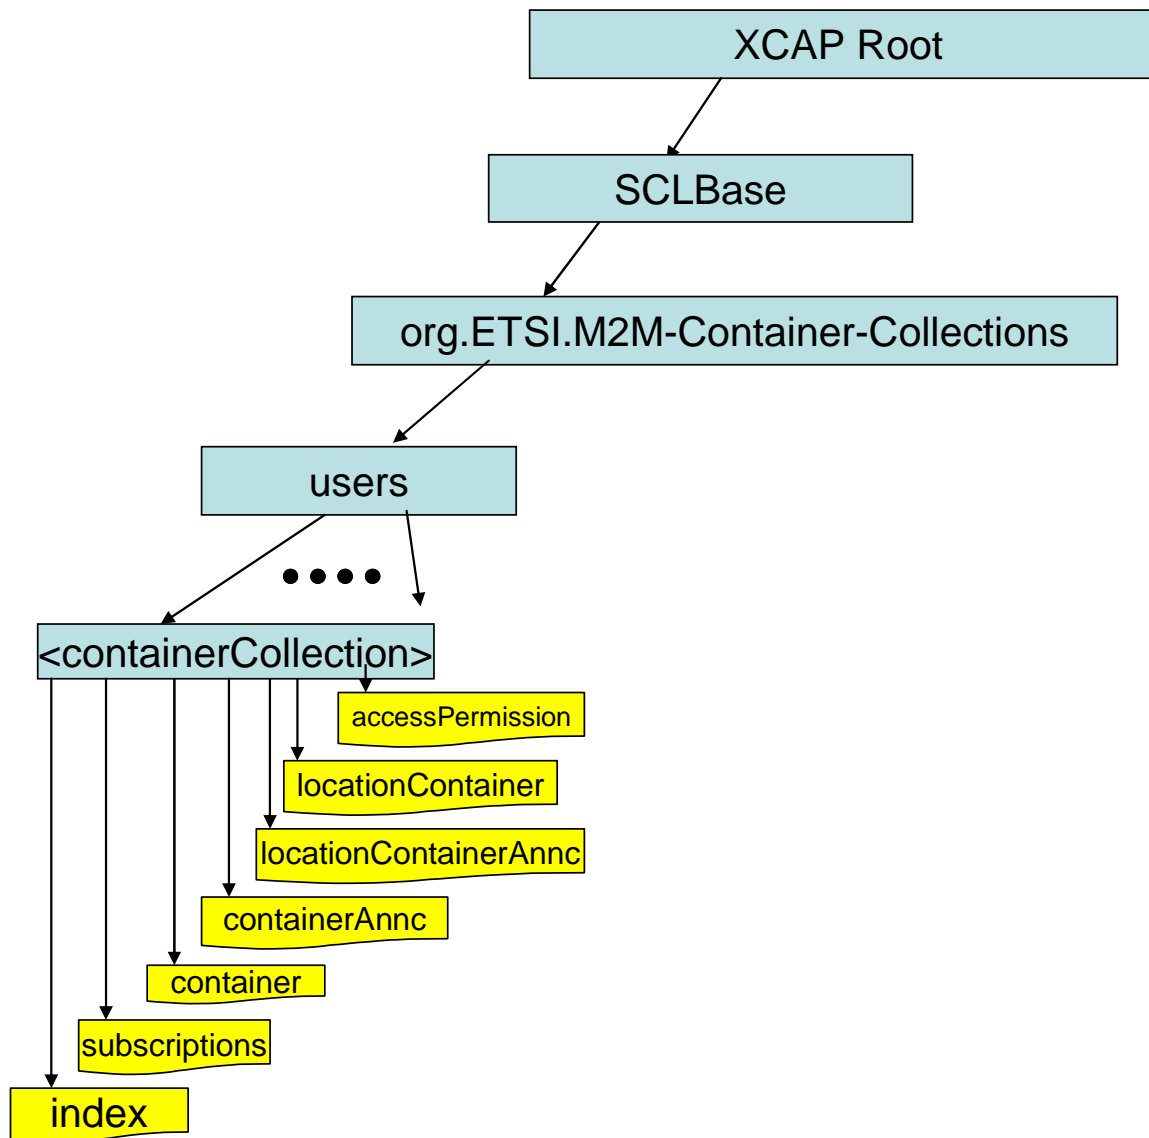 XCAP Root
SCLBase
org.ETSI.M2M-Container-Collections
users
<containerCollection>
accessPermission
locationContainer
locationContainerAnnc
containerAnnc
container
subscriptions
index